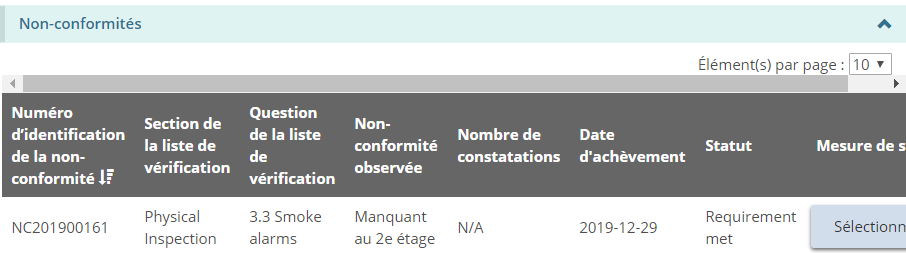 Non-conformités
Élément(s) par page : 10
Numéro d'identification de la non-conformité
Section de la liste de vérification
Question de la liste de vérification
Non-conformité observée
Nombre de constatations
Date d'achèvement
Statut
Mesure de s
NC201900161
Physical Inspection
3.3 Smoke alarms
Manquant au 2e étage
N/A
2019-12-29
Requirement met
Sélectionn